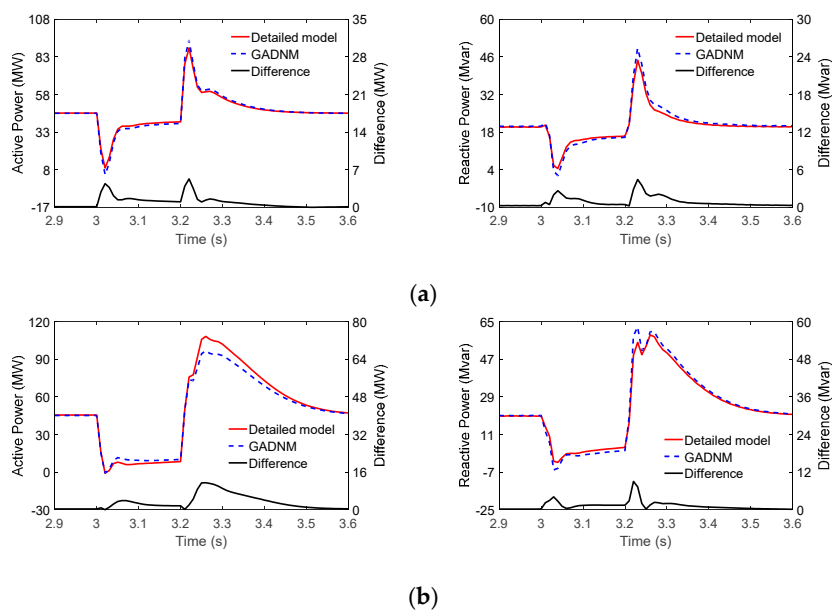 108
83
58
33
8
-17
Active Power (MW)
35
28
21
14
7
0
Difference (MW)
Detailed model
GADNM
Difference
2.9 3 3.1 3.2 3.3 3.4 3.5 3.6
Time (s)
60
46
32
18
4
-10
Reactive Power (Mvar)
30
24
18
12
6
0
Difference (Mvar)
Detailed model
GADNM
Difference
2.9 3 3.1 3.2 3.3 3.4 3.5 3.6
Time (s)
(a)
120
90
60
30
0
-30
Active Power (MW)
80
64
48
32
16
0
Difference (MW)
Detailed model
GADNM
Difference
2.9 3 3.1 3.2 3.3 3.4 3.5 3.6
Time (s)
65
47
29
11
-7
-25
Reactive Power (Mvar)
60
48
36
24
12
0
Difference (Mvar)
Detailed model
GADNM
Difference
2.9 3 3.1 3.2 3.3 3.4 3.5 3.6
Time (s)
(b)